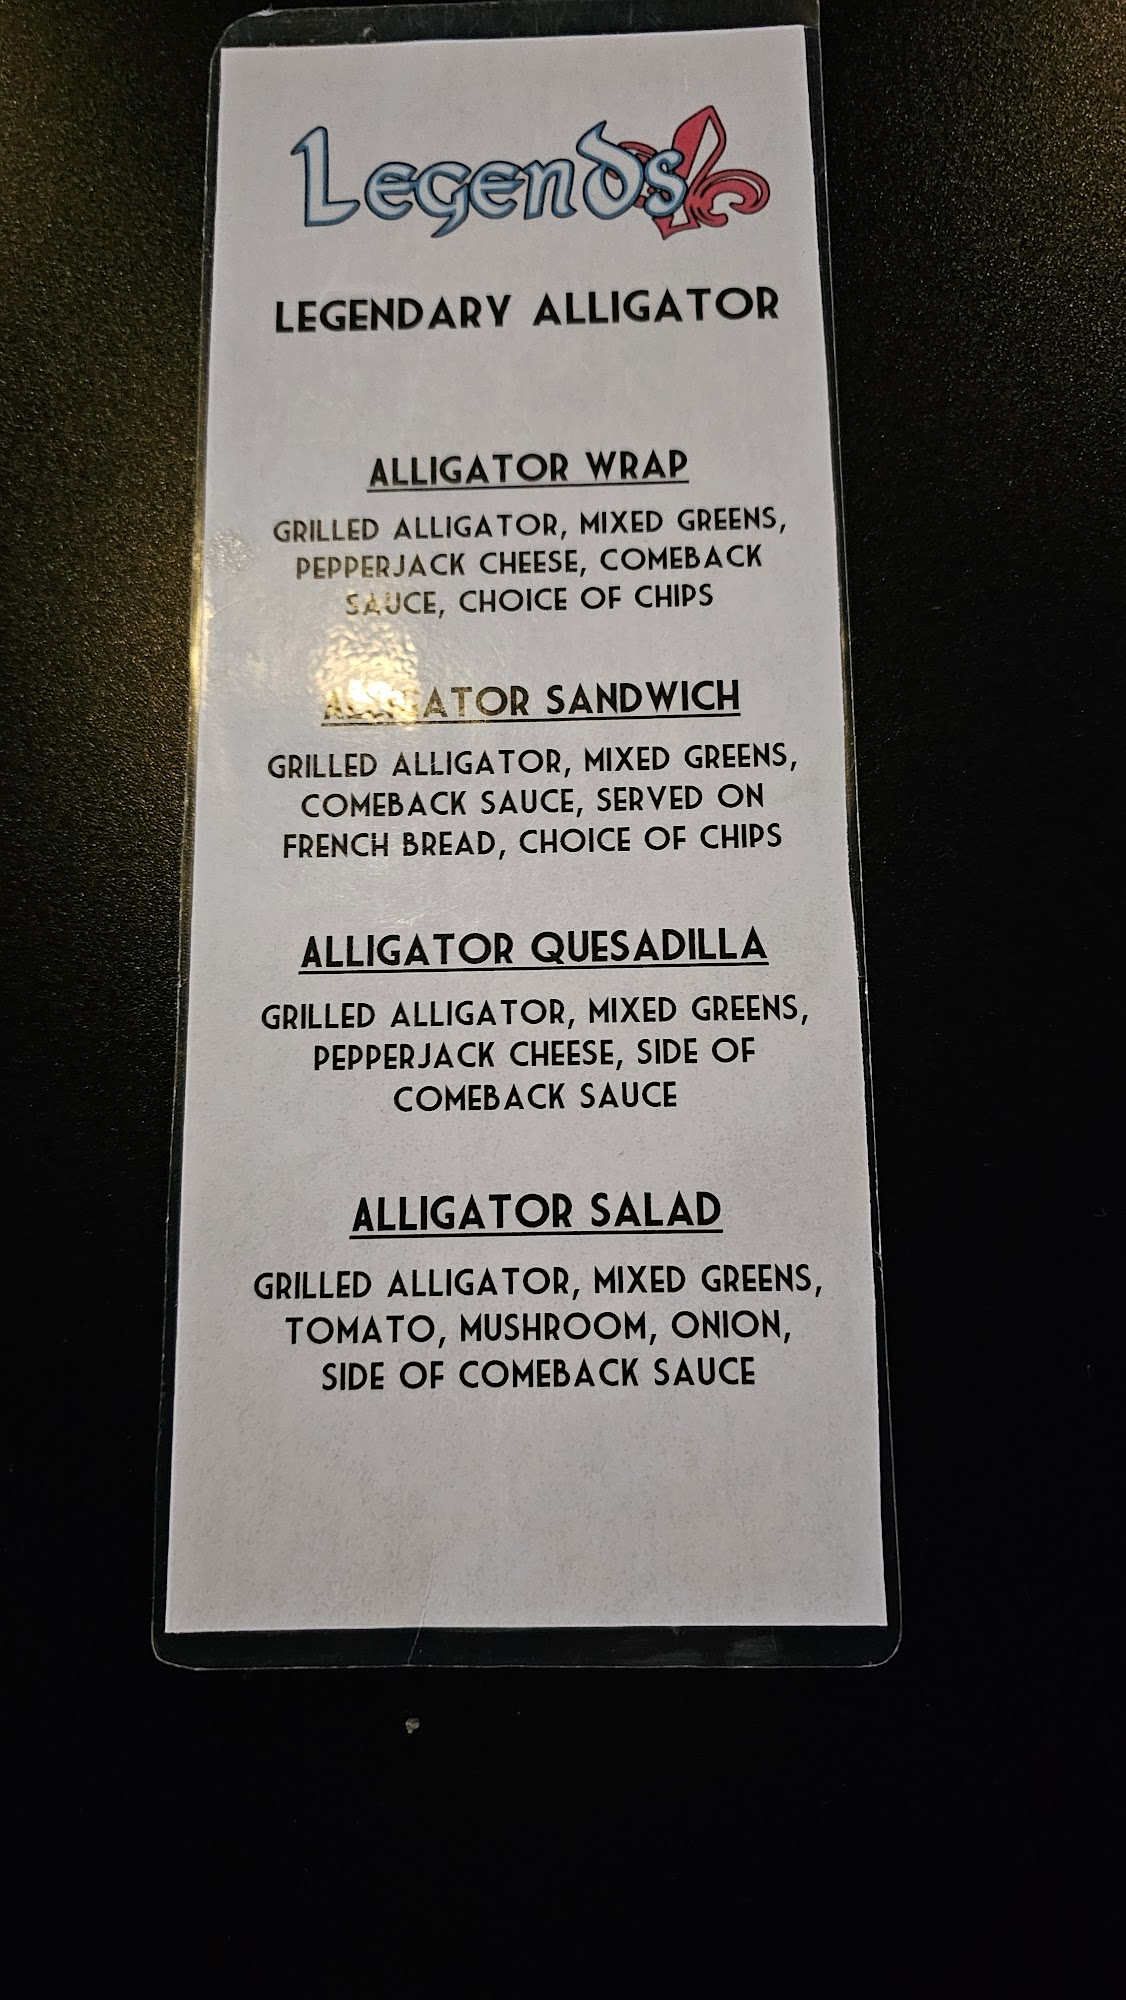 Legends
LEGENDARY ALLIGATOR
ALLIGATOR WRAP
GRILLED ALLIGATOR, MIXED GREENS,
PEPPERJACK CHEESE, COMEBACK
SAUCE, CHOICE OF CHIPS
ALLIGATOR SANDWICH
GRILLED ALLIGATOR, MIXED GREENS,
COMEBACK SAUCE, SERVED ON
FRENCH BREAD, CHOICE OF CHIPS
ALLIGATOR QUESADILLA
GRILLED ALLIGATOR, MIXED GREENS,
PEPPERJACK CHEESE, SIDE OF
COMEBACK SAUCE
ALLIGATOR SALAD
GRILLED ALLIGATOR, MIXED GREENS,
TOMATO, MUSHROOM, ONION,
SIDE OF COMEBACK SAUCE